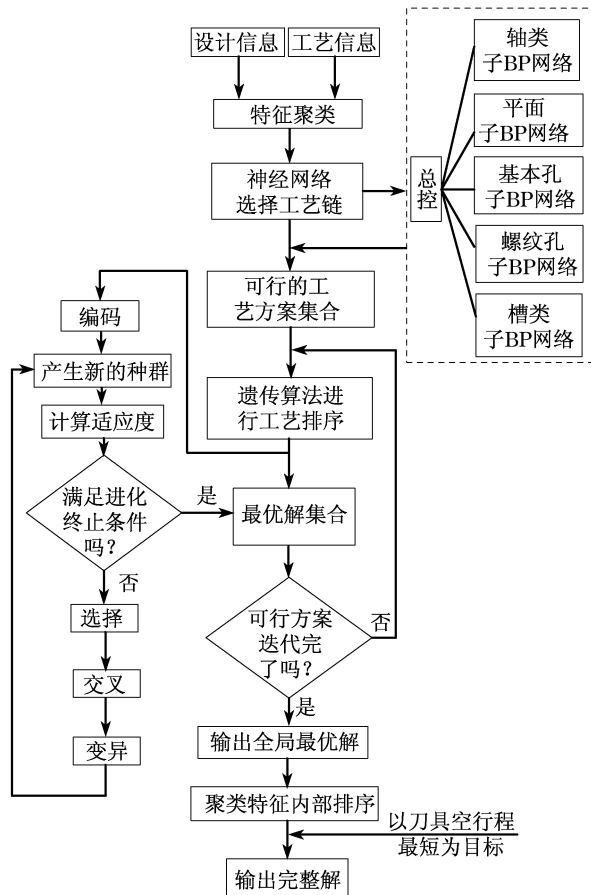 设计信息
工艺信息
特征聚类
神经网络
选择工艺链
总控
轴类
子BP网络
平面
子BP网络
基本孔
子BP网络
螺纹孔
子BP网络
槽类
子BP网络
可行的工
艺方案集合
遗传算法进
行工艺排序
编码
产生新的种群
计算适应度
满足进化
终止条件
吗？
是
否
选择
交叉
变异
最优解集合
可行方案
迭代完
了吗？
否
是
输出全局最优解
聚类特征内部排序
以刀具空行程
最短为目标
输出完整解